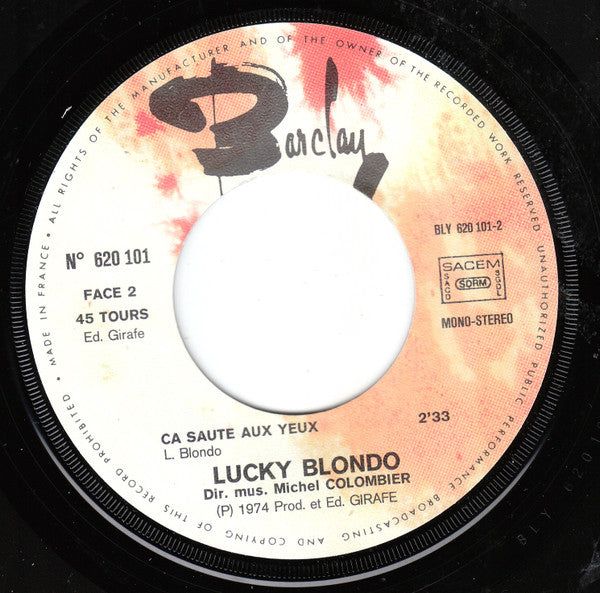 • MADE IN FRANCE • ALL RIGHTS OF THE MANUFACTURER AND OF THE OWNER OF THE RECORDED WORK RESERVED UNAUTHORIZED PUBLIC PERFORMANCE BROADCASTING AND COPYING OF THIS RECORD PROHIBITED
Barclay
N° 620 101
FACE 2
45 TOURS
Ed. Girafe
BLY 620 101-2
SACEM
SACD
SDRM
SGDL
MONO-STEREO
CA SAUTE AUX YEUX
2'33
L. Blondo
LUCKY BLONDO
Dir. mus. Michel COLOMBIER
(P) 1974 Prod. et Ed. GIRAFE